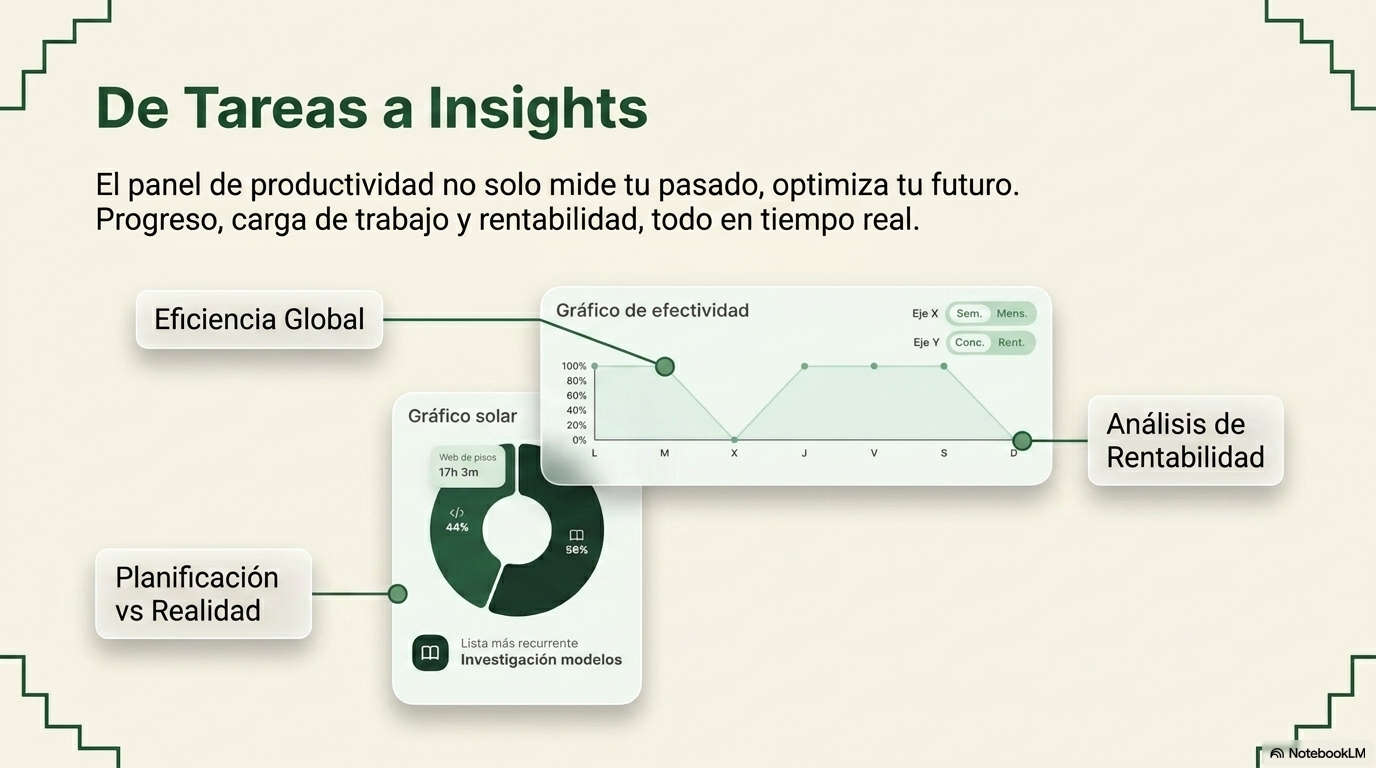 De Tareas a Insights
El panel de productividad no solo mide tu pasado, optimiza tu futuro.
Progreso, carga de trabajo y rentabilidad, todo en tiempo real.
Eficiencia Global
Gráfico de efectividad
Eje X Sem. Mens.
Eje Y Conc. Rent.
100%
80%
60%
40%
20%
0%
L M X J V S D
Análisis de
Rentabilidad
Gráfico solar
Web de pisos
17h 3m
</> 44%
56%
Planificación
vs Realidad
Lista más recurrente
Investigación modelos
NotebookLM